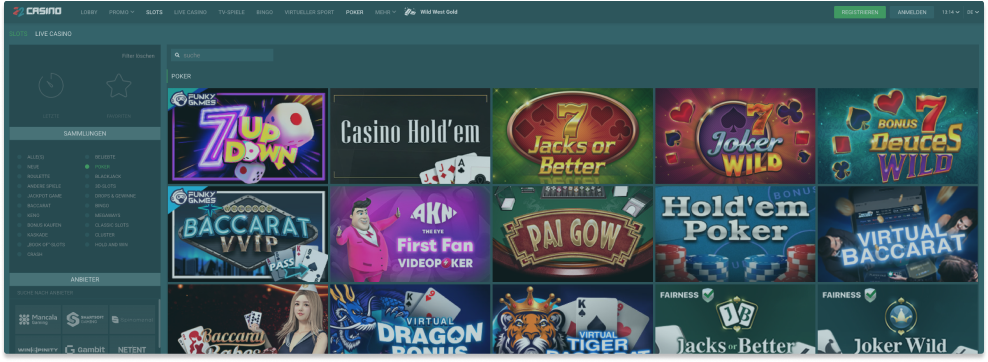 22 CASINO
LOBBY PROMO SLOTS LIVE CASINO TV-SPIELE BINGO VIRTUELLER SPORT POKER MEHR Wild West Gold REGISTRIEREN ANMELDEN 13:14 DE
SLOTS LIVE CASINO
Filter löschen
suche
POKER
SAMMLUNGEN
ALLE(S) BELIEBTE
NEUE POKER
ROULETTE BLACKJACK
ANDERE SPIELE 3D-SLOTS
JACKPOT GAME DROPS & GEWINNE
BACCARAT BINGO
KENO MEGAWAYS
BONUS KAUFEN CLASSIC SLOTS
KASKADE CLUSTER
„BOOK OF“ SLOTS HOLD AND WIN
CRASH
ANBIETER
SUCHE NACH ANBIETER
Mancala
GAMING
Gambit
NETENT
FUNKY
GAMES
7 UP
DOWN
Casino Hold'em
J J A
7
Jacks or
Better
7
Joker
WILD
BONUS 7
Deuces
WILD
FUNKY
GAMES
BACCARAT
VVIP
PASS
AKN
THE EYE
First Fan
VIDEOPOKER
PAI GOW
BONUS
Hold'em
Poker
VIRTUAL
BACCARAT
Baccarat
Babes
K K
VIRTUAL
DRAGON
BONUS
K K
VIRTUAL
TIGER
FAIRNESS
JB
Jacks or Better
FAIRNESS
Joker Wild